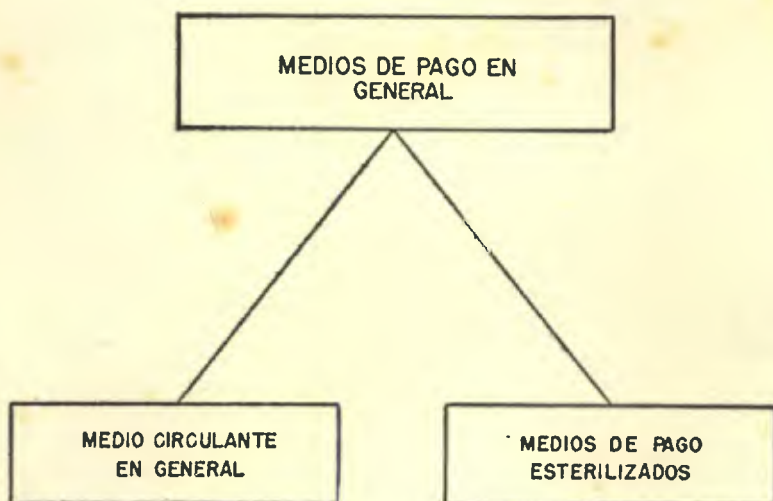 MEDIOS DE PAGO EN
GENERAL
MEDIO CIRCULANTE
EN GENERAL
MEDIOS DE PAGO
ESTERILIZADOS